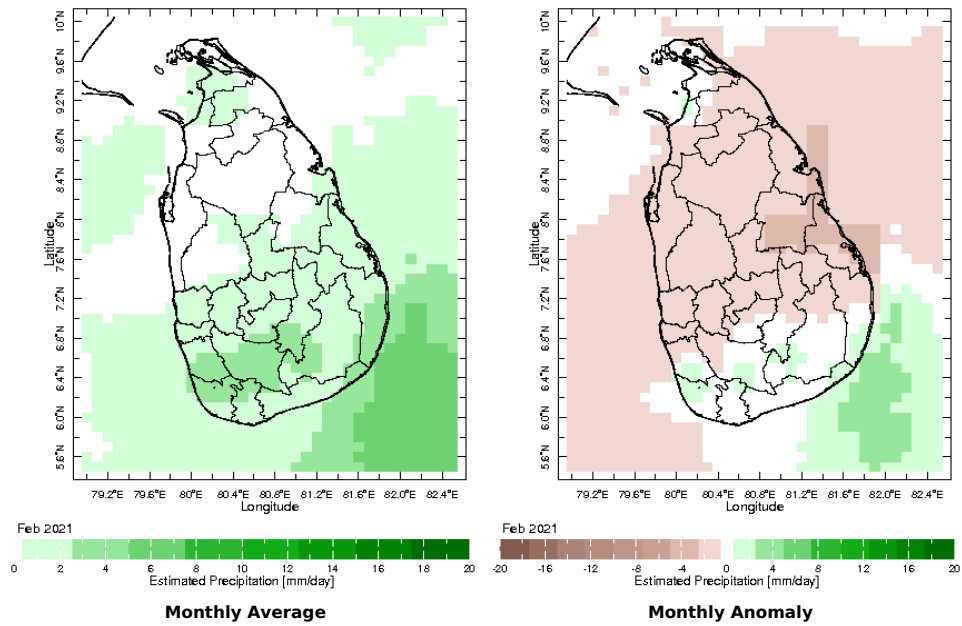 10°N 9.6°N 9.2°N 8.8°N 8.4°N 8°N 7.6°N 7.2°N 6.8°N 6.4°N 6.0°N 5.6°N
Latitude
79.2°E 79.6°E 80°E 80.4°E 80.8°E 81.2°E 81.6°E 82.0°E 82.4°E
Longitude
Feb 2021
0 2 4 6 8 10 12 14 16 18 20
Estimated Precipitation [mm/day]
Monthly Average
10°N 9.6°N 9.2°N 8.8°N 8.4°N 8°N 7.6°N 7.2°N 6.8°N 6.4°N 6.0°N 5.6°N
Latitude
79.2°E 79.6°E 80°E 80.4°E 80.8°E 81.2°E 81.6°E 82.0°E 82.4°E
Longitude
Feb 2021
-20 -16 -12 -8 -6 -4 -2 0 2 4 6 8 12 16 20
Estimated Precipitation [mm/day]
Monthly Anomaly